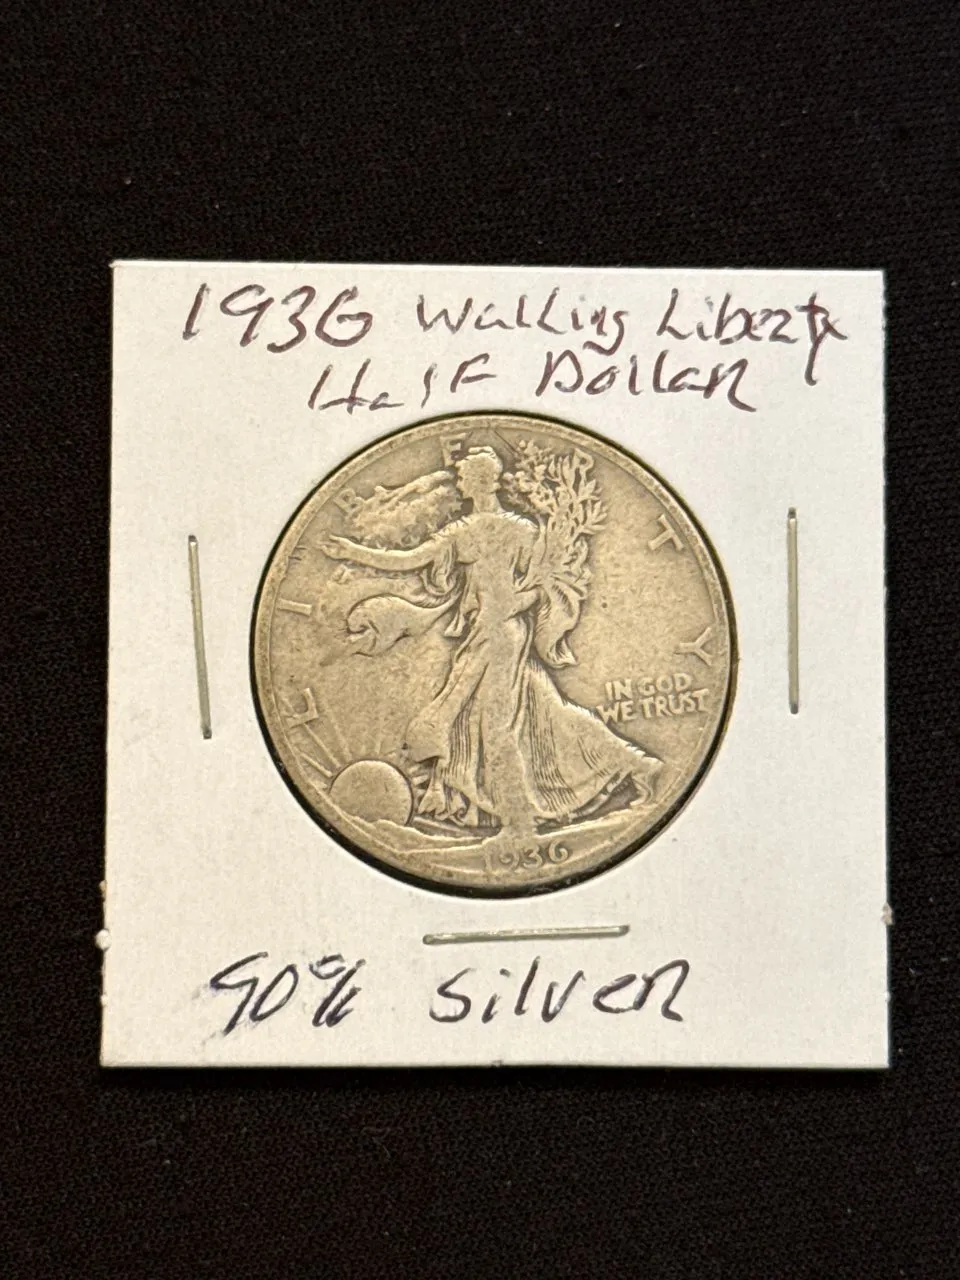 1936 Walking Liberty
Half Dollar
LIBERTY
IN GOD
WE TRUST
1936
90% Silver